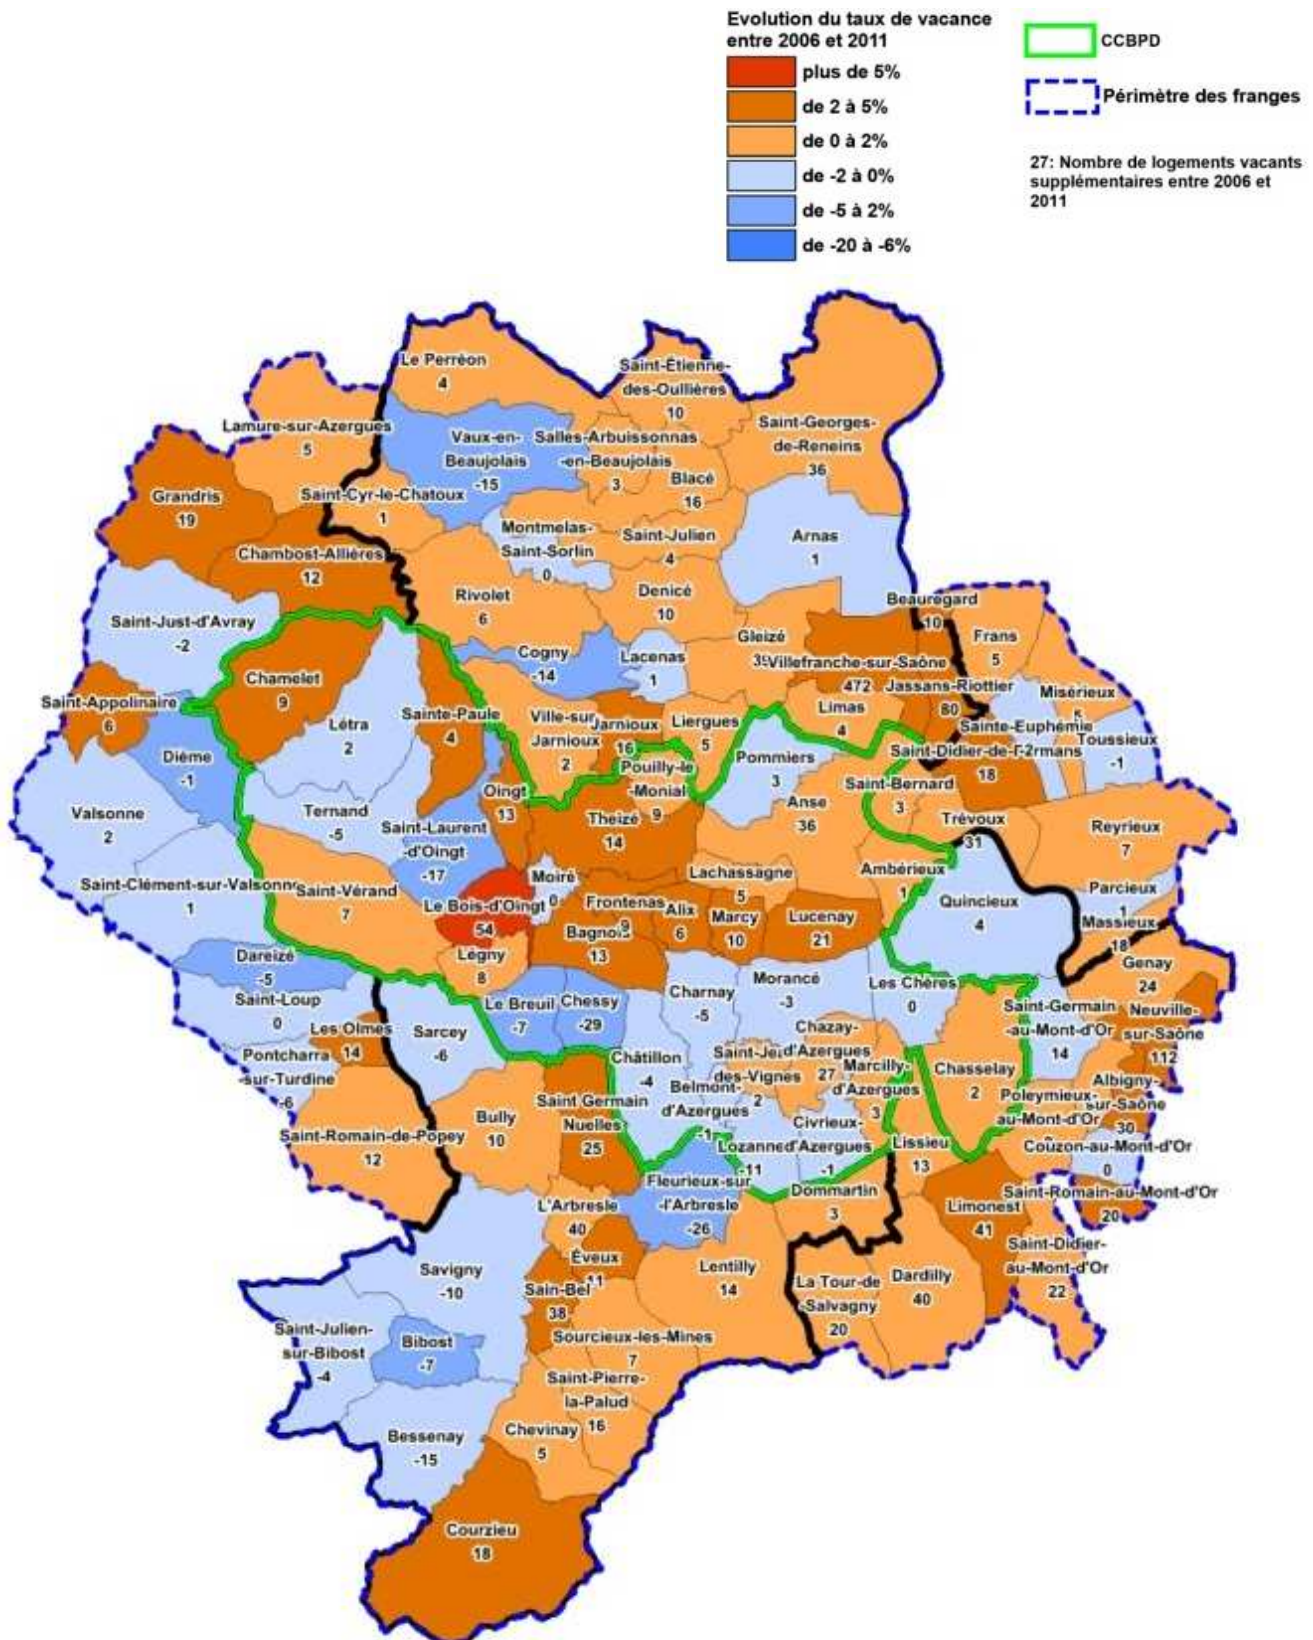 Evolution du taux de vacance
entre 2006 et 2011
plus de 5%
de 2 à 5%
de 0 à 2%
de -2 à 0%
de -5 à 2%
de -20 à -6%
CCBPD
Périmètre des franges
27: Nombre de logements vacants
supplémentaires entre 2006 et
2011
Le Perréon
4
Saint-Étienne-
des-Oullières
10
Lamure-sur-Azergues
5
Vaux-en-
Beaujolais
-15
Salles-Arbuissonnas
-en-Beaujolais
3
Saint-Georges-
de-Reneins
36
Blacé
16
Grandris
19
Saint-Cyr-le-Chatoux
1
Montmelas-
Saint-Sorlin
0
Saint-Julien
4
Arnas
1
Chambost-Allières
12
Rivolet
6
Denicé
10
Beauregard
10
Saint-Just-d'Avray
-2
Gleizé
39
Villefranche-sur-Saône
472
Frans
5
Cogny
-14
Lacenas
1
Chamelet
9
Jassans-Riottier
80
Misérieux
5
Saint-Appolinaire
6
Létra
2
Sainte-Paule
4
Ville-sur
Jarnioux
2
Jarnioux
16
Liergues
5
Limas
4
Sainte-Euphémie
-2
Toussieux
-1
Dième
-1
Pommiers
3
Saint-Didier-de-F
rmans
18
Oingt
13
Pouilly-le
-Monial
9
Anse
36
Saint-Bernard
3
Valsonne
2
Ternand
-5
Saint-Laurent
-d'Oingt
-17
Theizé
14
Trévoux
31
Reyrieux
7
Moiré
0
Lachassagne
5
Ambérieux
1
Saint-Clément-sur-Valsonne
1
Saint-Vérand
7
Le Bois-d'Oingt
54
Frontenas
9
Alix
6
Marcy
10
Lucenay
21
Quincieux
4
Parcieux
1
Massieux
18
Bagnols
13
Dareizé
-5
Légny
8
Genay
24
Saint-Loup
0
Le Breuil
-7
Chessy
-29
Charnay
-5
Morancé
-3
Les Chères
0
Saint-Germain
-au-Mont-d'Or
14
Neuville-
sur-Saône
112
Les Olmes
14
Sarcey
-6
Pontcharra
-sur-Turdine
-6
Châtillon
-4
Saint-Je
des-Vignes
2
Chazay-
d'Azergues
27
Marcilly-
d'Azergues
3
Chasselay
2
Poleymieux-
au-Mont-d'Or
Albigny-
sur-Saône
30
Belmont-
d'Azergues
-1
Saint Germain
Nuelles
25
Bully
10
Saint-Romain-de-Popey
12
Civrieux-
d'Azergues
-1
Lozanne
-11
Lissieu
13
Couzon-au-Mont-d'Or
0
Fleurieux-sur
-l'Arbresle
-26
Dommartin
3
Limonest
41
Saint-Romain-au-Mont-d'Or
20
L'Arbresle
40
Éveux
11
Savigny
-10
Lentilly
14
Saint-Didier-
au-Mont-d'Or
22
Sain-Bel
38
La Tour-de
-Salvagny
20
Dardilly
40
Saint-Julien-
sur-Bibost
-4
Bibost
-7
Sourcieux-les-Mines
7
Saint-Pierre-
la-Palud
16
Bessenay
-15
Chevinay
5
Courzieu
18